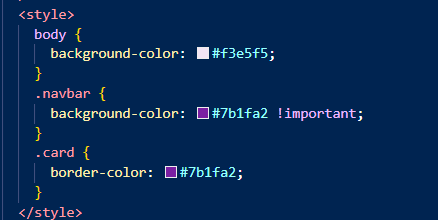 <style>
body {
background-color: #f3e5f5;
}
.navbar {
background-color: #7b1fa2 !important;
}
.card {
border-color: #7b1fa2;
}
</style>